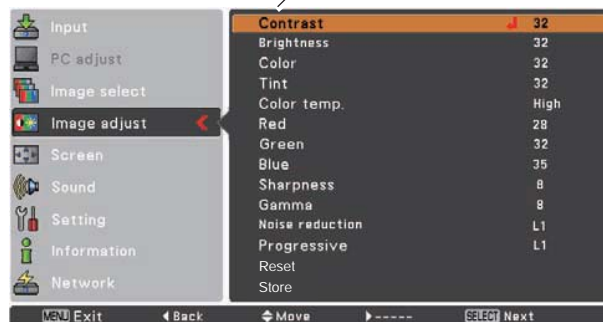 Input
PC adjust
Image select
Image adjust
Screen
Sound
Setting
Information
Network
Contrast 32
Brightness 32
Color 32
Tint 32
Color temp. High
Red 28
Green 32
Blue 35
Sharpness 8
Gamma 8
Noise reduction L1
Progressive L1
Reset
Store
MENU Exit Back Move ----- SELECT Next